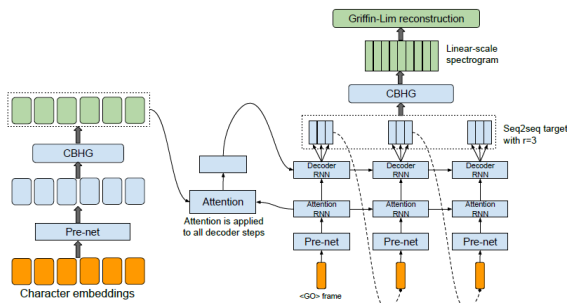 Griffin-Lim reconstruction
Linear-scale
spectrogram
CBHG
Seq2seq target
with r=3
CBHG
Decoder
RNN
Decoder
RNN
Decoder
RNN
Attention
Attention
RNN
Attention
RNN
Attention
RNN
Attention is applied
to all decoder steps
Pre-net
Pre-net
Pre-net
Pre-net
Character embeddings
<GO> frame